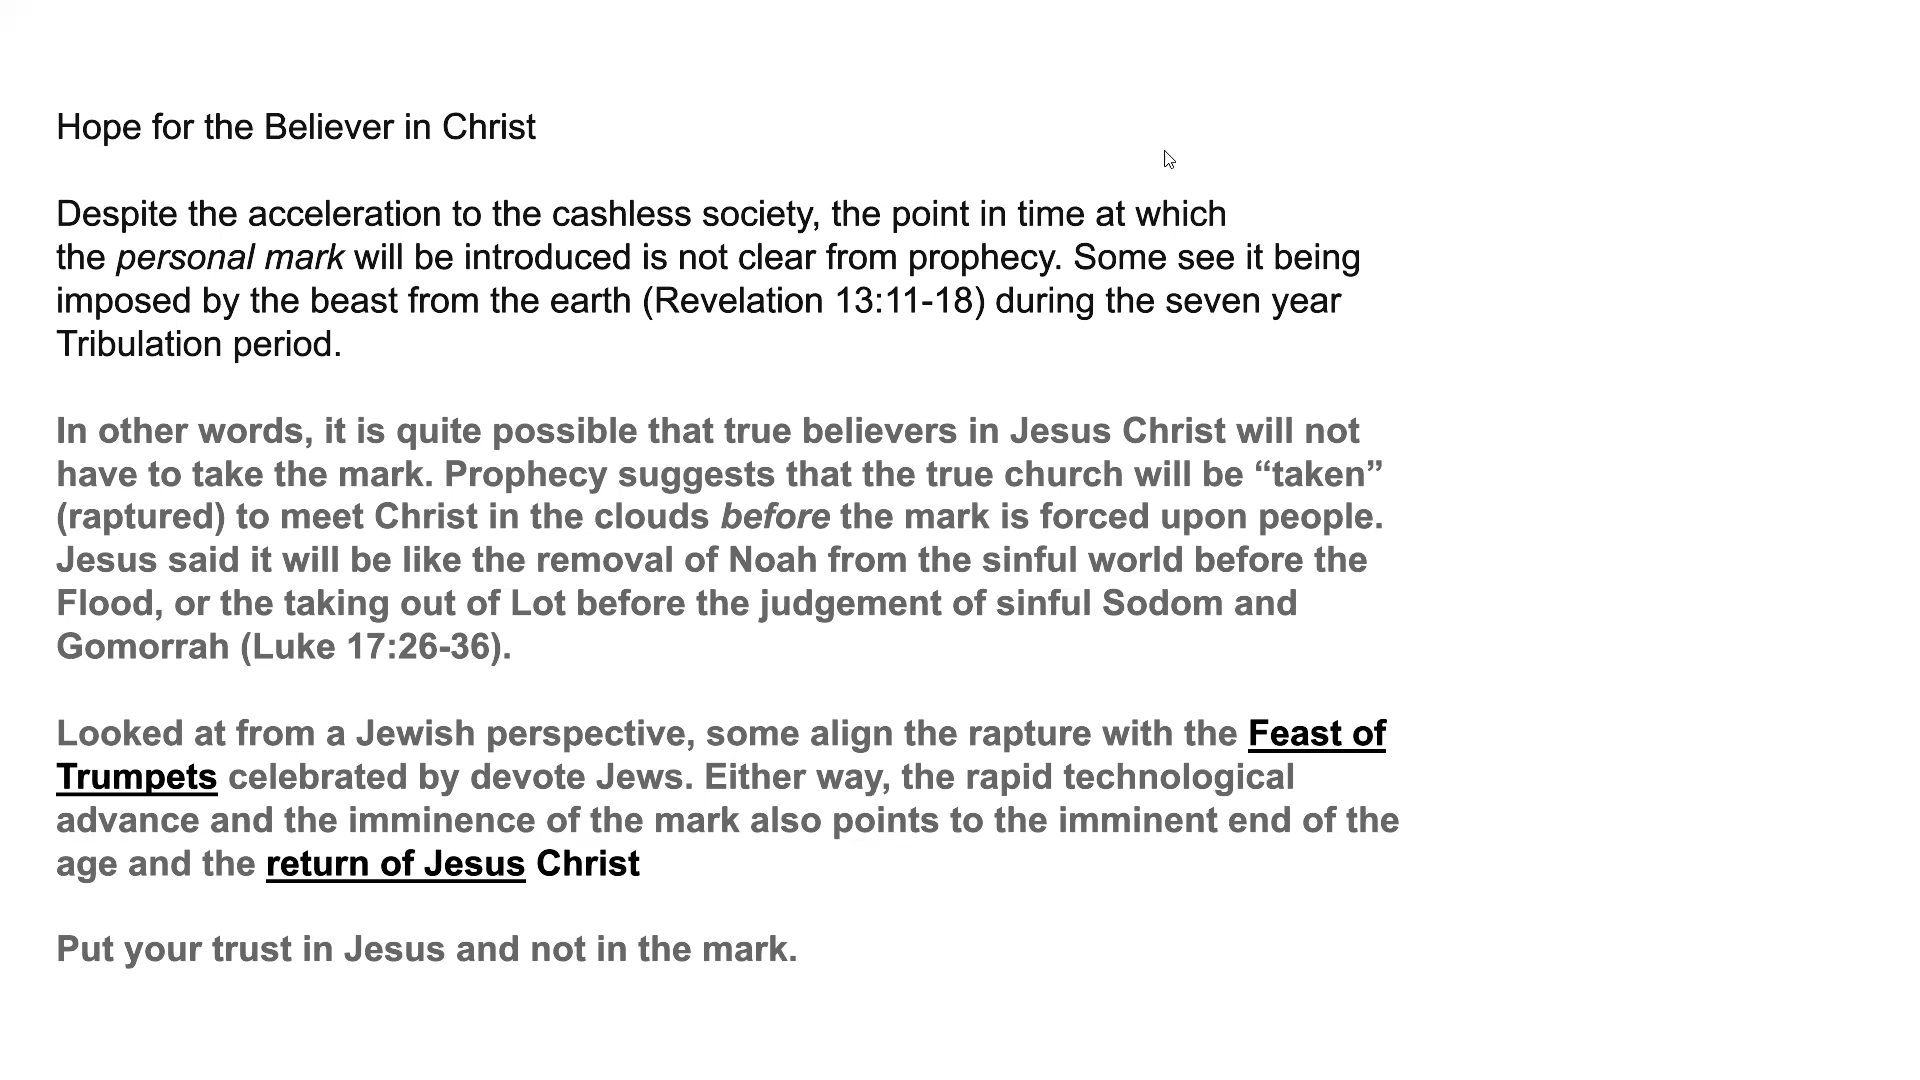 Hope for the Believer in Christ
Despite the acceleration to the cashless society, the point in time at which
the personal mark will be introduced is not clear from prophecy. Some see it being
imposed by the beast from the earth (Revelation 13:11-18) during the seven year
Tribulation period.
In other words, it is quite possible that true believers in Jesus Christ will not
have to take the mark. Prophecy suggests that the true church will be “taken”
(raptured) to meet Christ in the clouds before the mark is forced upon people.
Jesus said it will be like the removal of Noah from the sinful world before the
Flood, or the taking out of Lot before the judgement of sinful Sodom and
Gomorrah (Luke 17:26-36).
Looked at from a Jewish perspective, some align the rapture with the Feast of
Trumpets celebrated by devote Jews. Either way, the rapid technological
advance and the imminence of the mark also points to the imminent end of the
age and the return of Jesus Christ
Put your trust in Jesus and not in the mark.